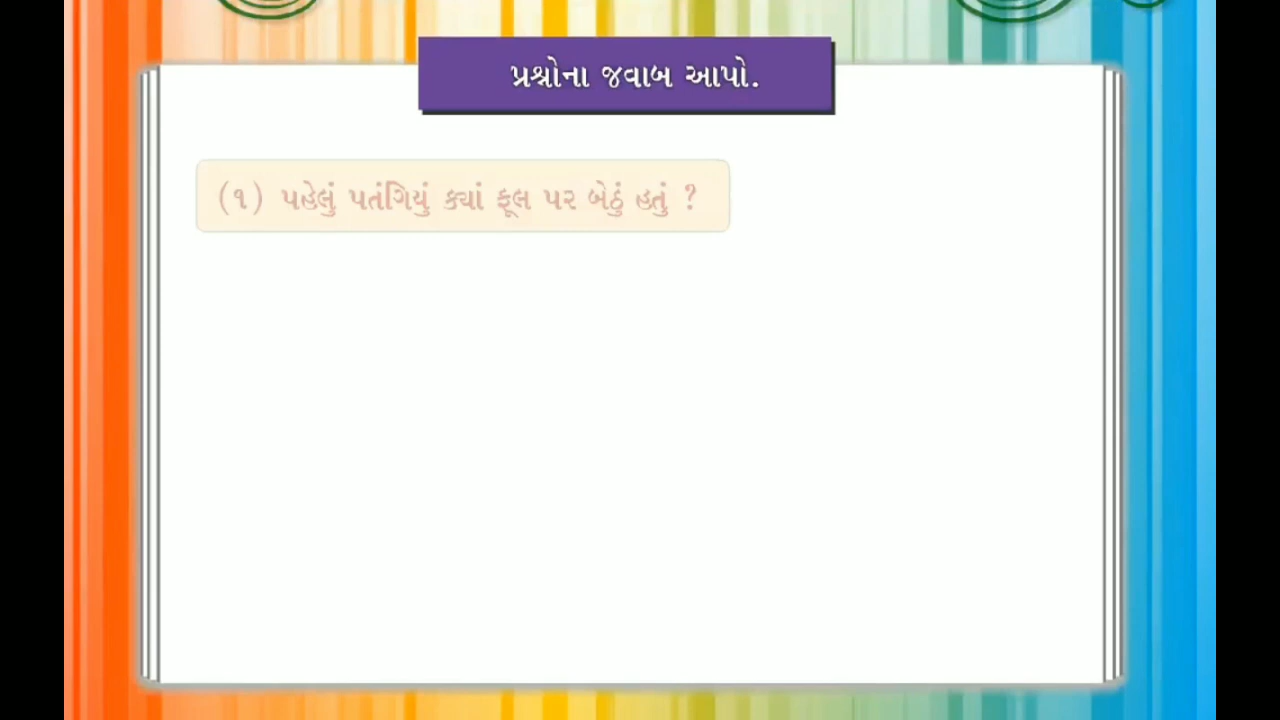 પ્રશ્નોના જવાબ આપો.
(૧) પહેલું પતંગિયું ક્યાં ફૂલ પર બેઠું હતું ?